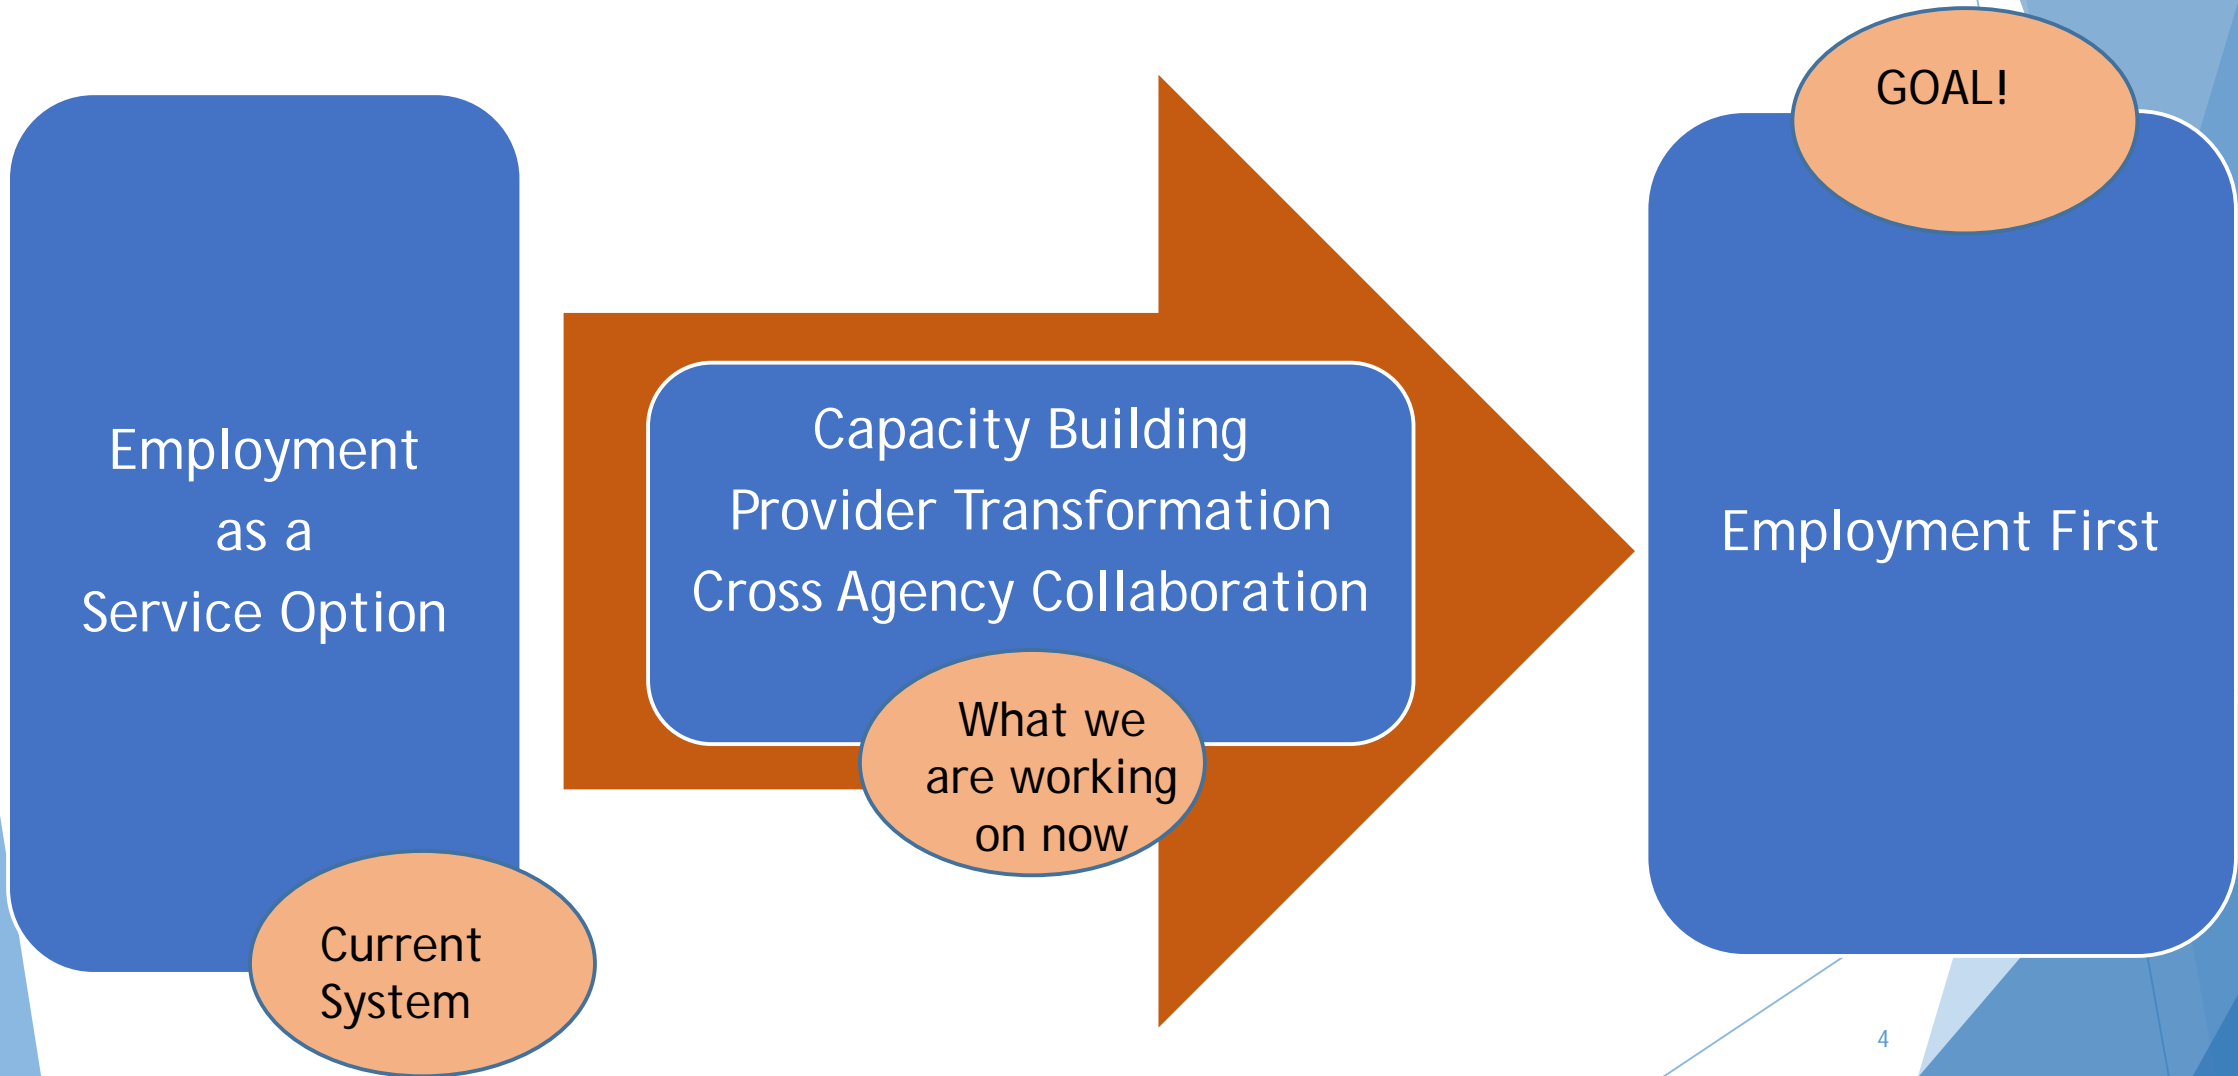 Employment
as a
Service Option
Current
System
Capacity Building
Provider Transformation
Cross Agency Collaboration
What we
are working
on now
GOAL!
Employment First
4